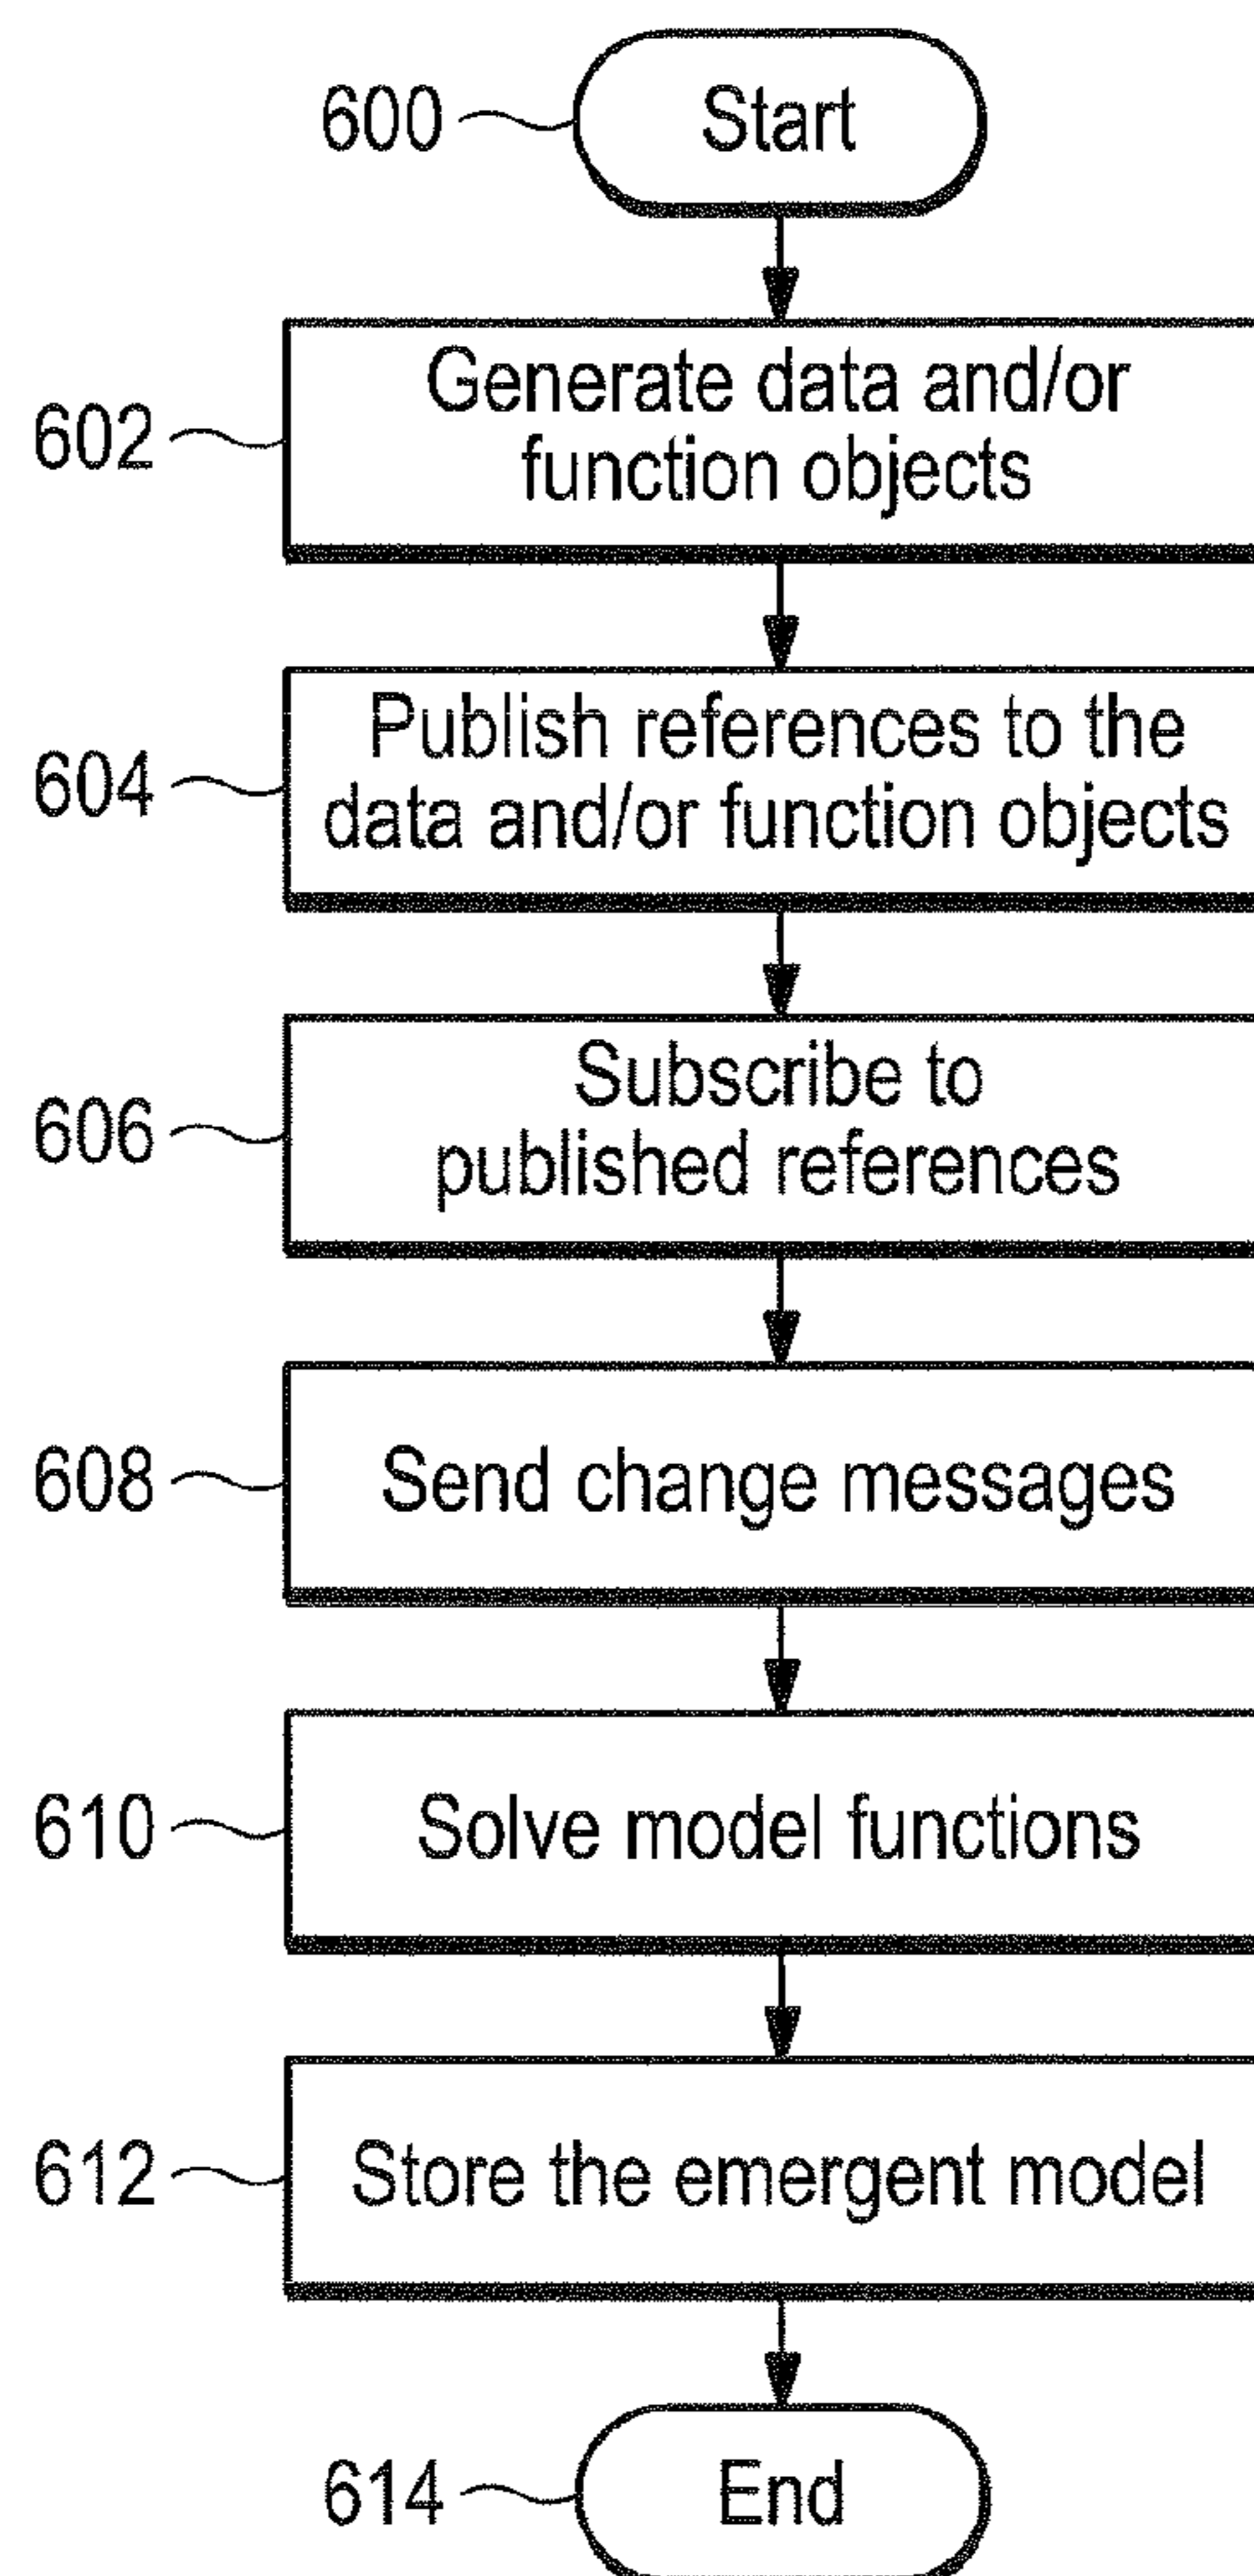 600
Start
602
Generate data and/or
function objects
604
Publish references to the
data and/or function objects
606
Subscribe to
published references
608
Send change messages
610
Solve model functions
612
Store the emergent model
614
End